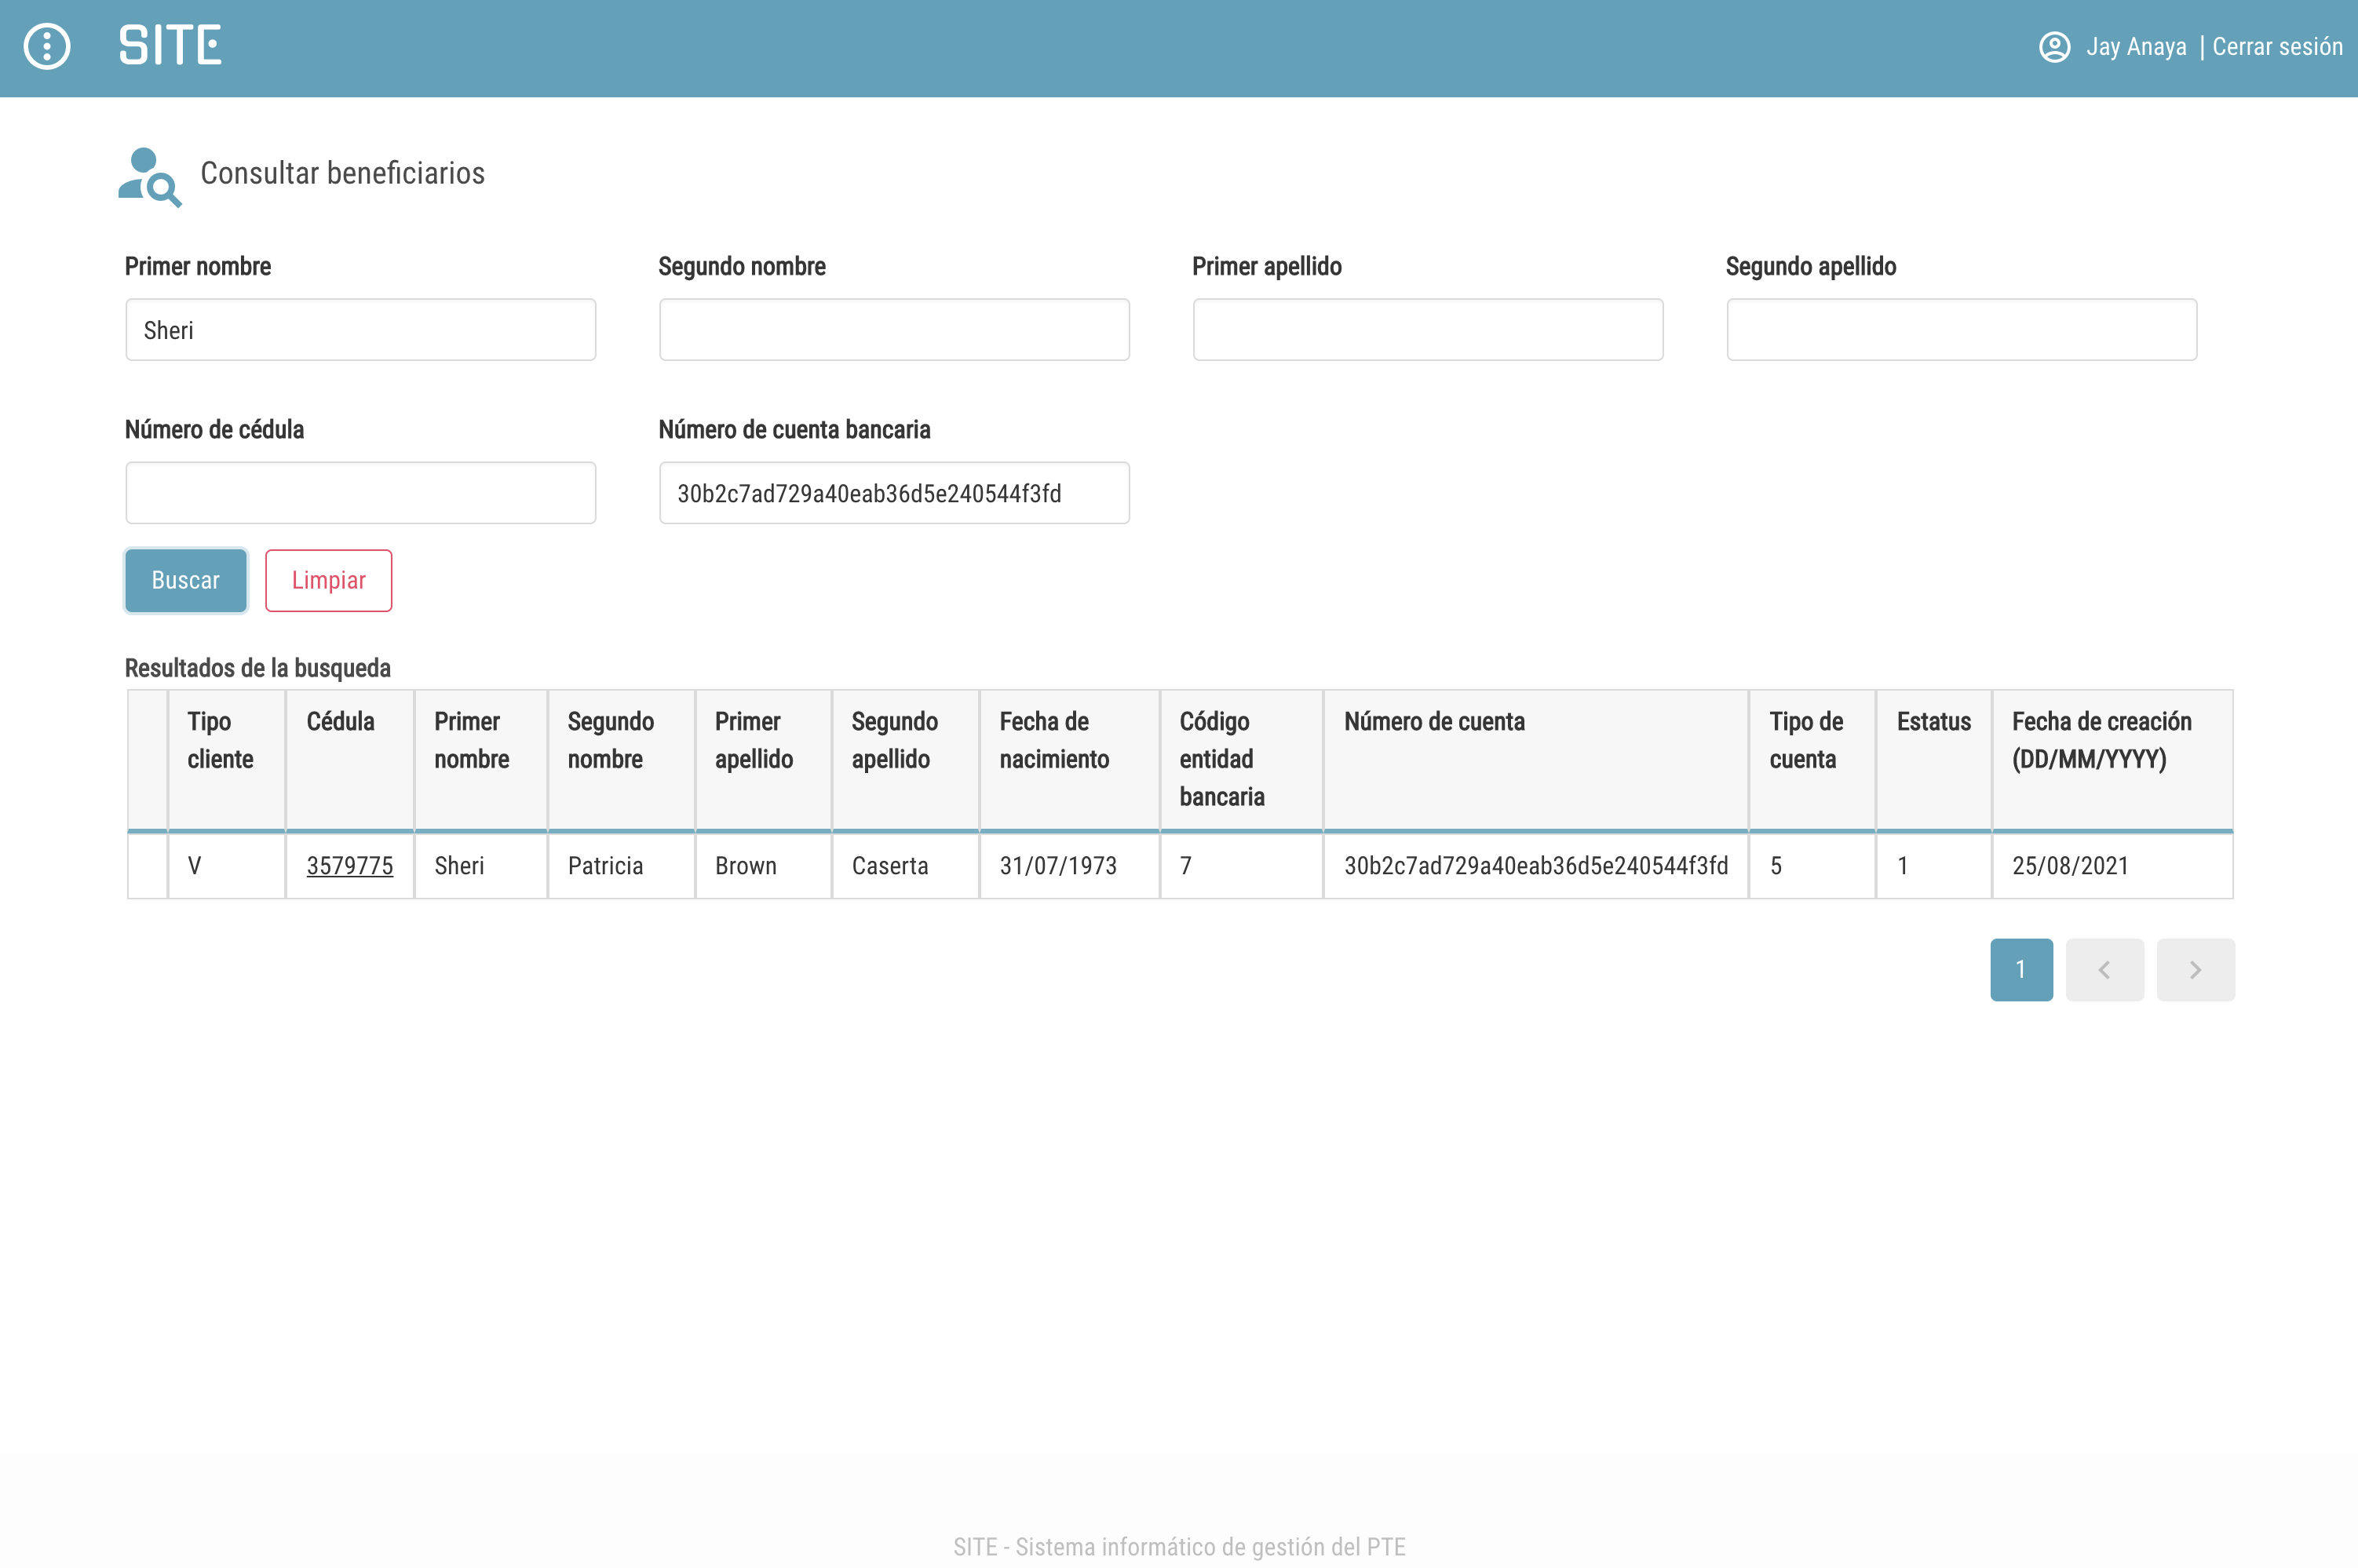 SITE
Jay Anaya | Cerrar sesión
Consultar beneficiarios
Primer nombre
Segundo nombre
Primer apellido
Segundo apellido
Sheri
Número de cédula
Número de cuenta bancaria
30b2c7ad729a40eab36d5e240544f3fd
Buscar
Limpiar
Resultados de la busqueda
Tipo cliente
Cédula
Primer nombre
Segundo nombre
Primer apellido
Segundo apellido
Fecha de nacimiento
Código entidad bancaria
Número de cuenta
Tipo de cuenta
Estatus
Fecha de creación (DD/MM/YYYY)
V
3579775
Sheri
Patricia
Brown
Caserta
31/07/1973
7
30b2c7ad729a40eab36d5e240544f3fd
5
1
25/08/2021
1
SITE - Sistema informático de gestión del PTE